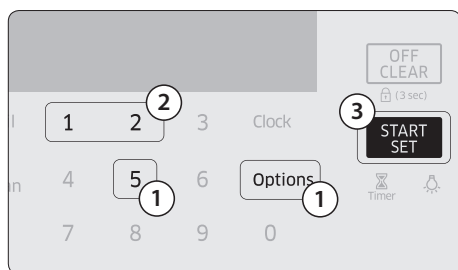 OFF
CLEAR
(3 sec)
2
3
l 1 2 3 Clock
START
SET
n 4 5 6 Options
1
1
Timer
7 8 9 0